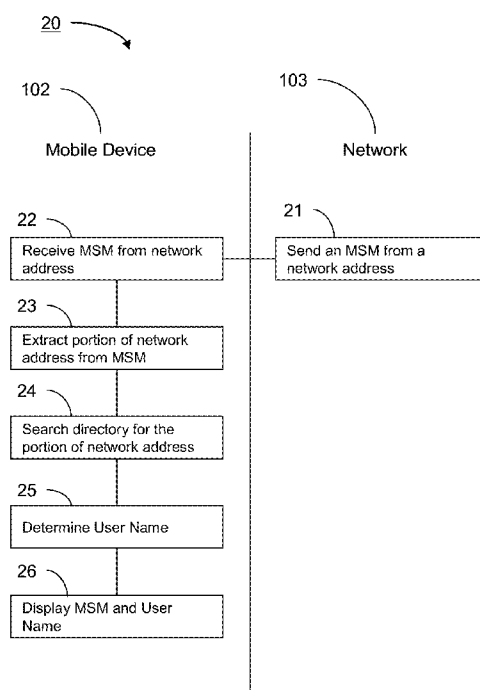 20
102
103
Mobile Device
Network
22
21
Receive MSM from network
address
Send an MSM from a
network address
23
Extract portion of network
address from MSM
24
Search directory for the
portion of network address
25
Determine User Name
26
Display MSM and User
Name